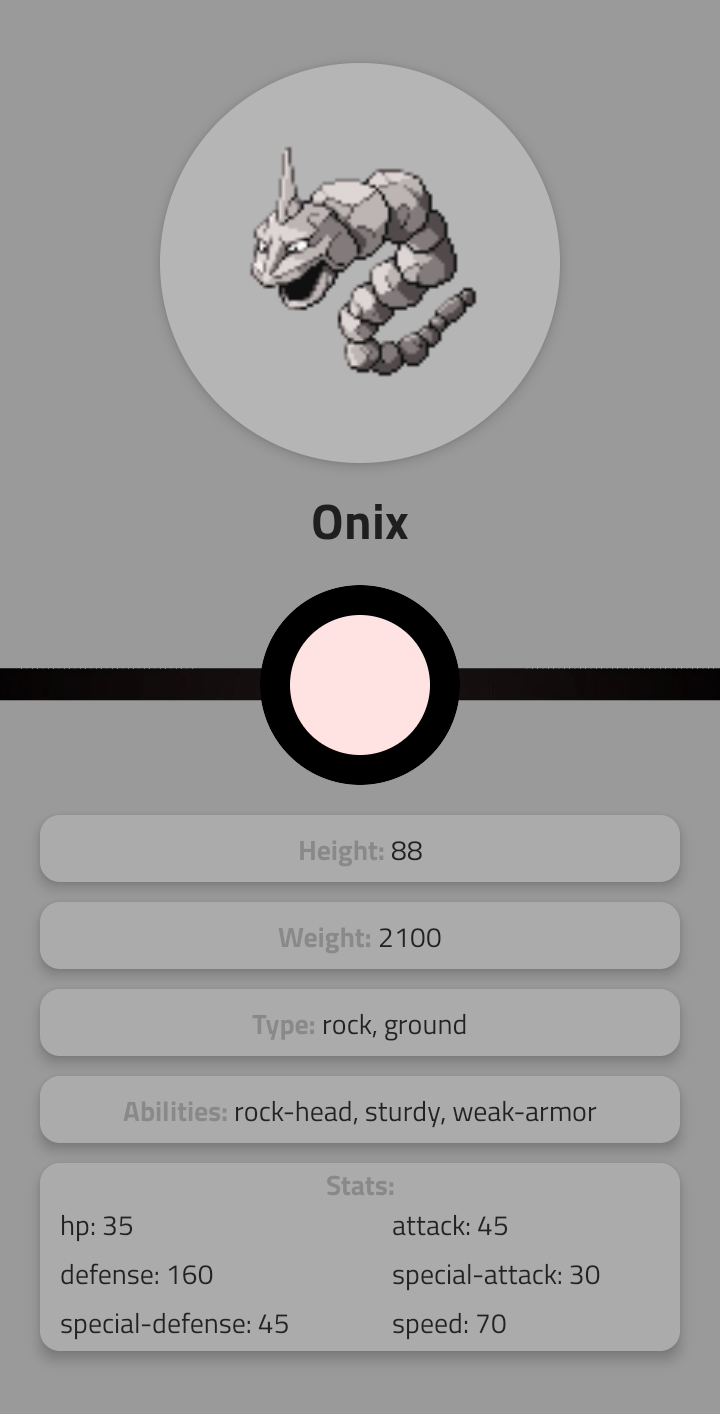 Onix
Height: 88
Weight: 2100
Type: rock, ground
Abilities: rock-head, sturdy, weak-armor
Stats:
hp: 35 attack: 45
defense: 160 special-attack: 30
special-defense: 45 speed: 70